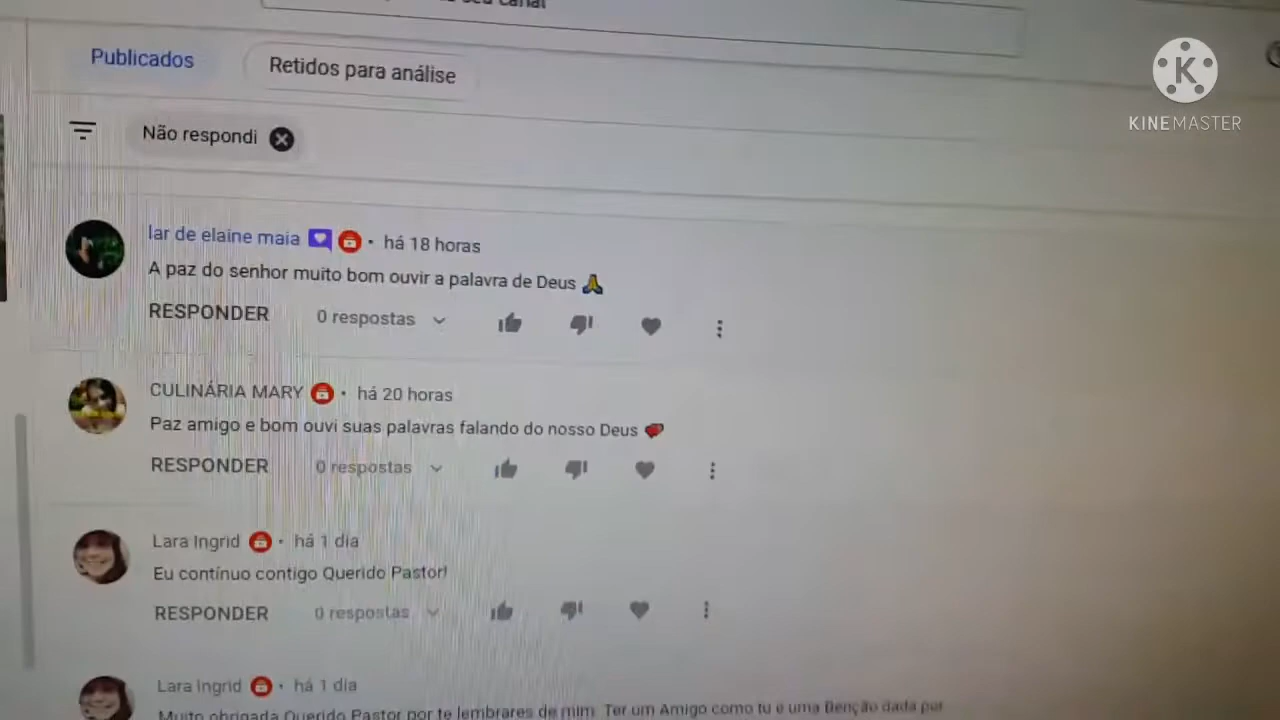 seu canal
Publicados
Retidos para análise
KINEMASTER
Não respondi
lar de elaine maia • há 18 horas
A paz do senhor muito bom ouvir a palavra de Deus 🙏
RESPONDER 0 respostas
CULINÁRIA MARY • há 20 horas
Paz amigo e bom ouvi suas palavras falando do nosso Deus
RESPONDER 0 respostas
Lara Ingrid • há 1 dia
Eu contínuo contigo Querido Pastor!
RESPONDER 0 respostas
Lara Ingrid • há 1 dia
Muito obrigada Querido Pastor por te lembrares de mim. Ter um Amigo como tu é uma Benção dada por